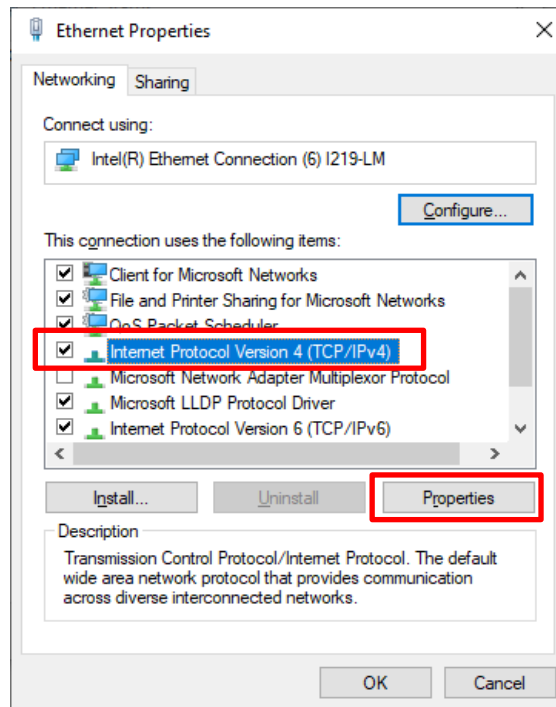 Ethernet Properties
Networking
Sharing
Connect using:
Intel(R) Ethernet Connection (6) I219-LM
Configure...
This connection uses the following items:
Client for Microsoft Networks
File and Printer Sharing for Microsoft Networks
QoS Packet Scheduler
Internet Protocol Version 4 (TCP/IPv4)
Microsoft Network Adapter Multiplexor Protocol
Microsoft LLDP Protocol Driver
Internet Protocol Version 6 (TCP/IPv6)
Install...
Uninstall
Properties
Description
Transmission Control Protocol/Internet Protocol. The default
wide area network protocol that provides communication
across diverse interconnected networks.
OK
Cancel